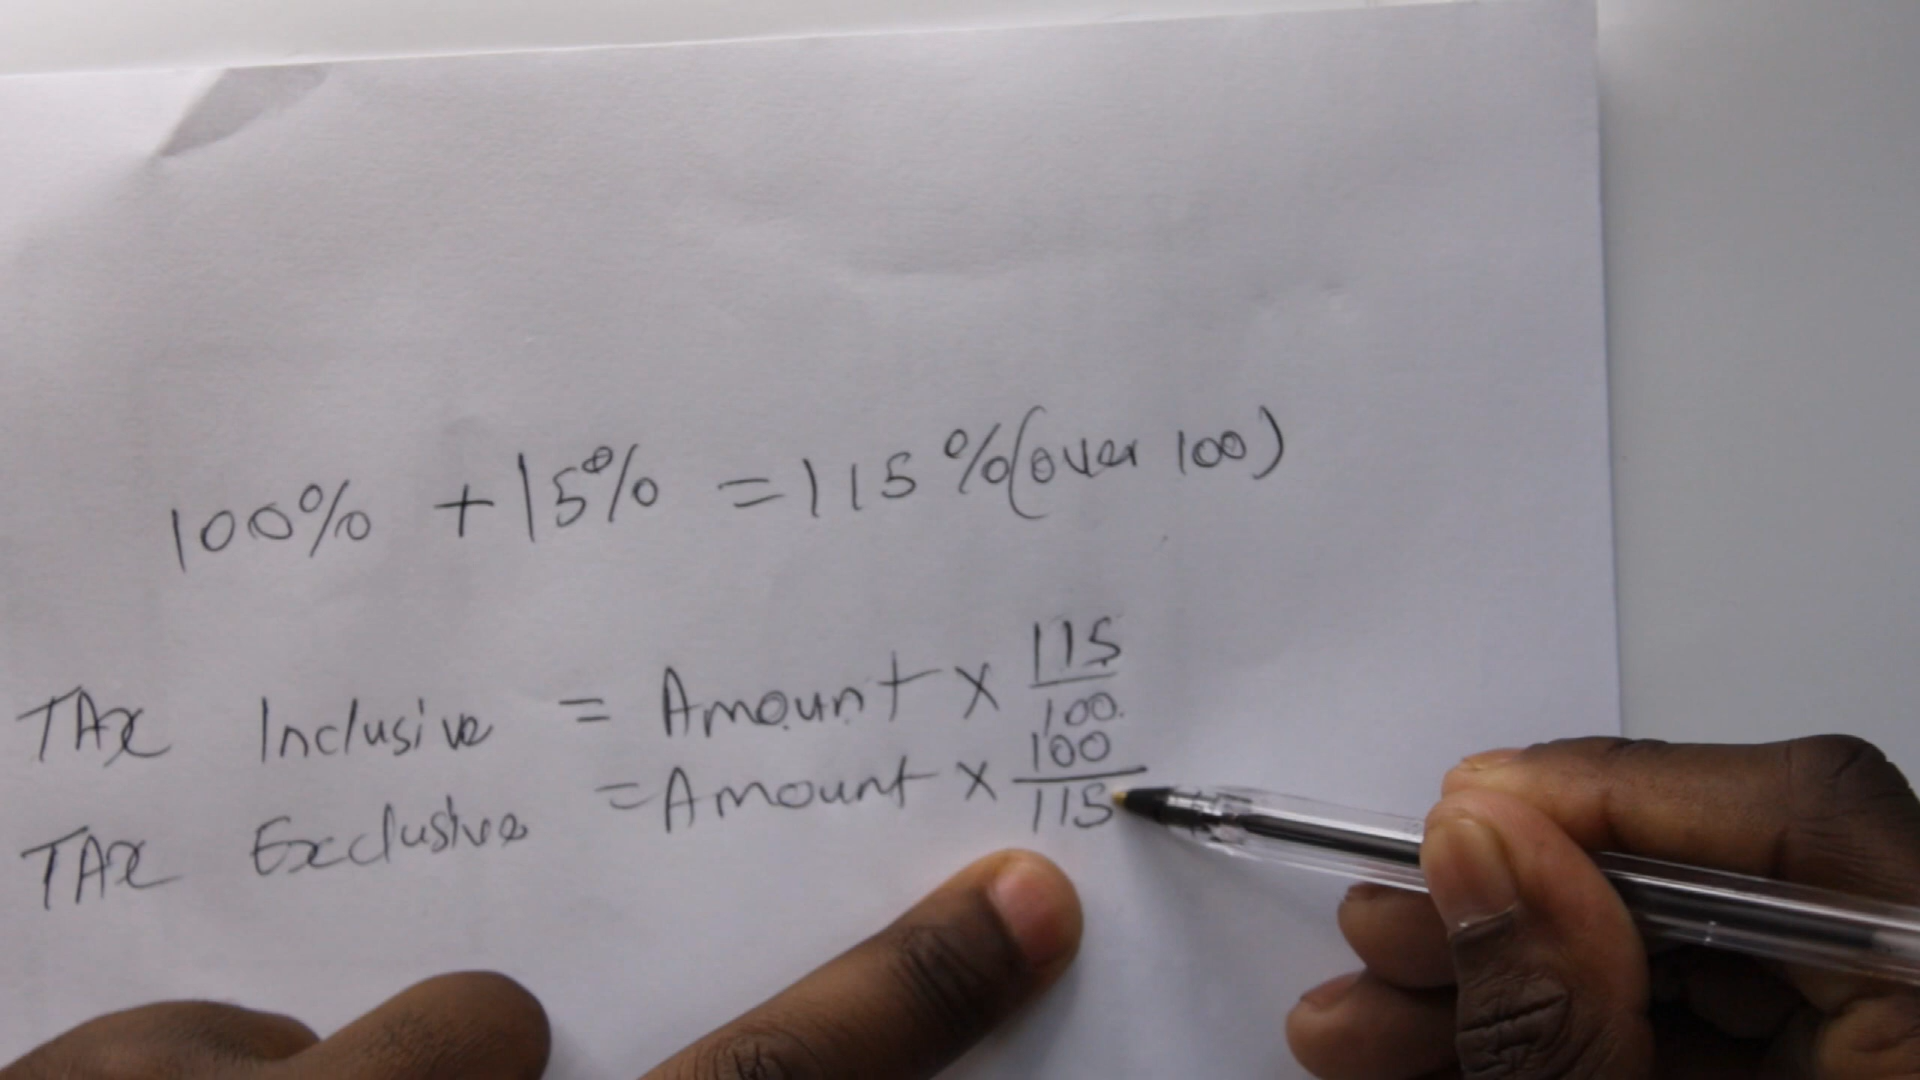 100% + 15% = 115% (over 100)
TAx Inclusive = Amount x 115/100
TAx Exclusive = Amount x 100/115